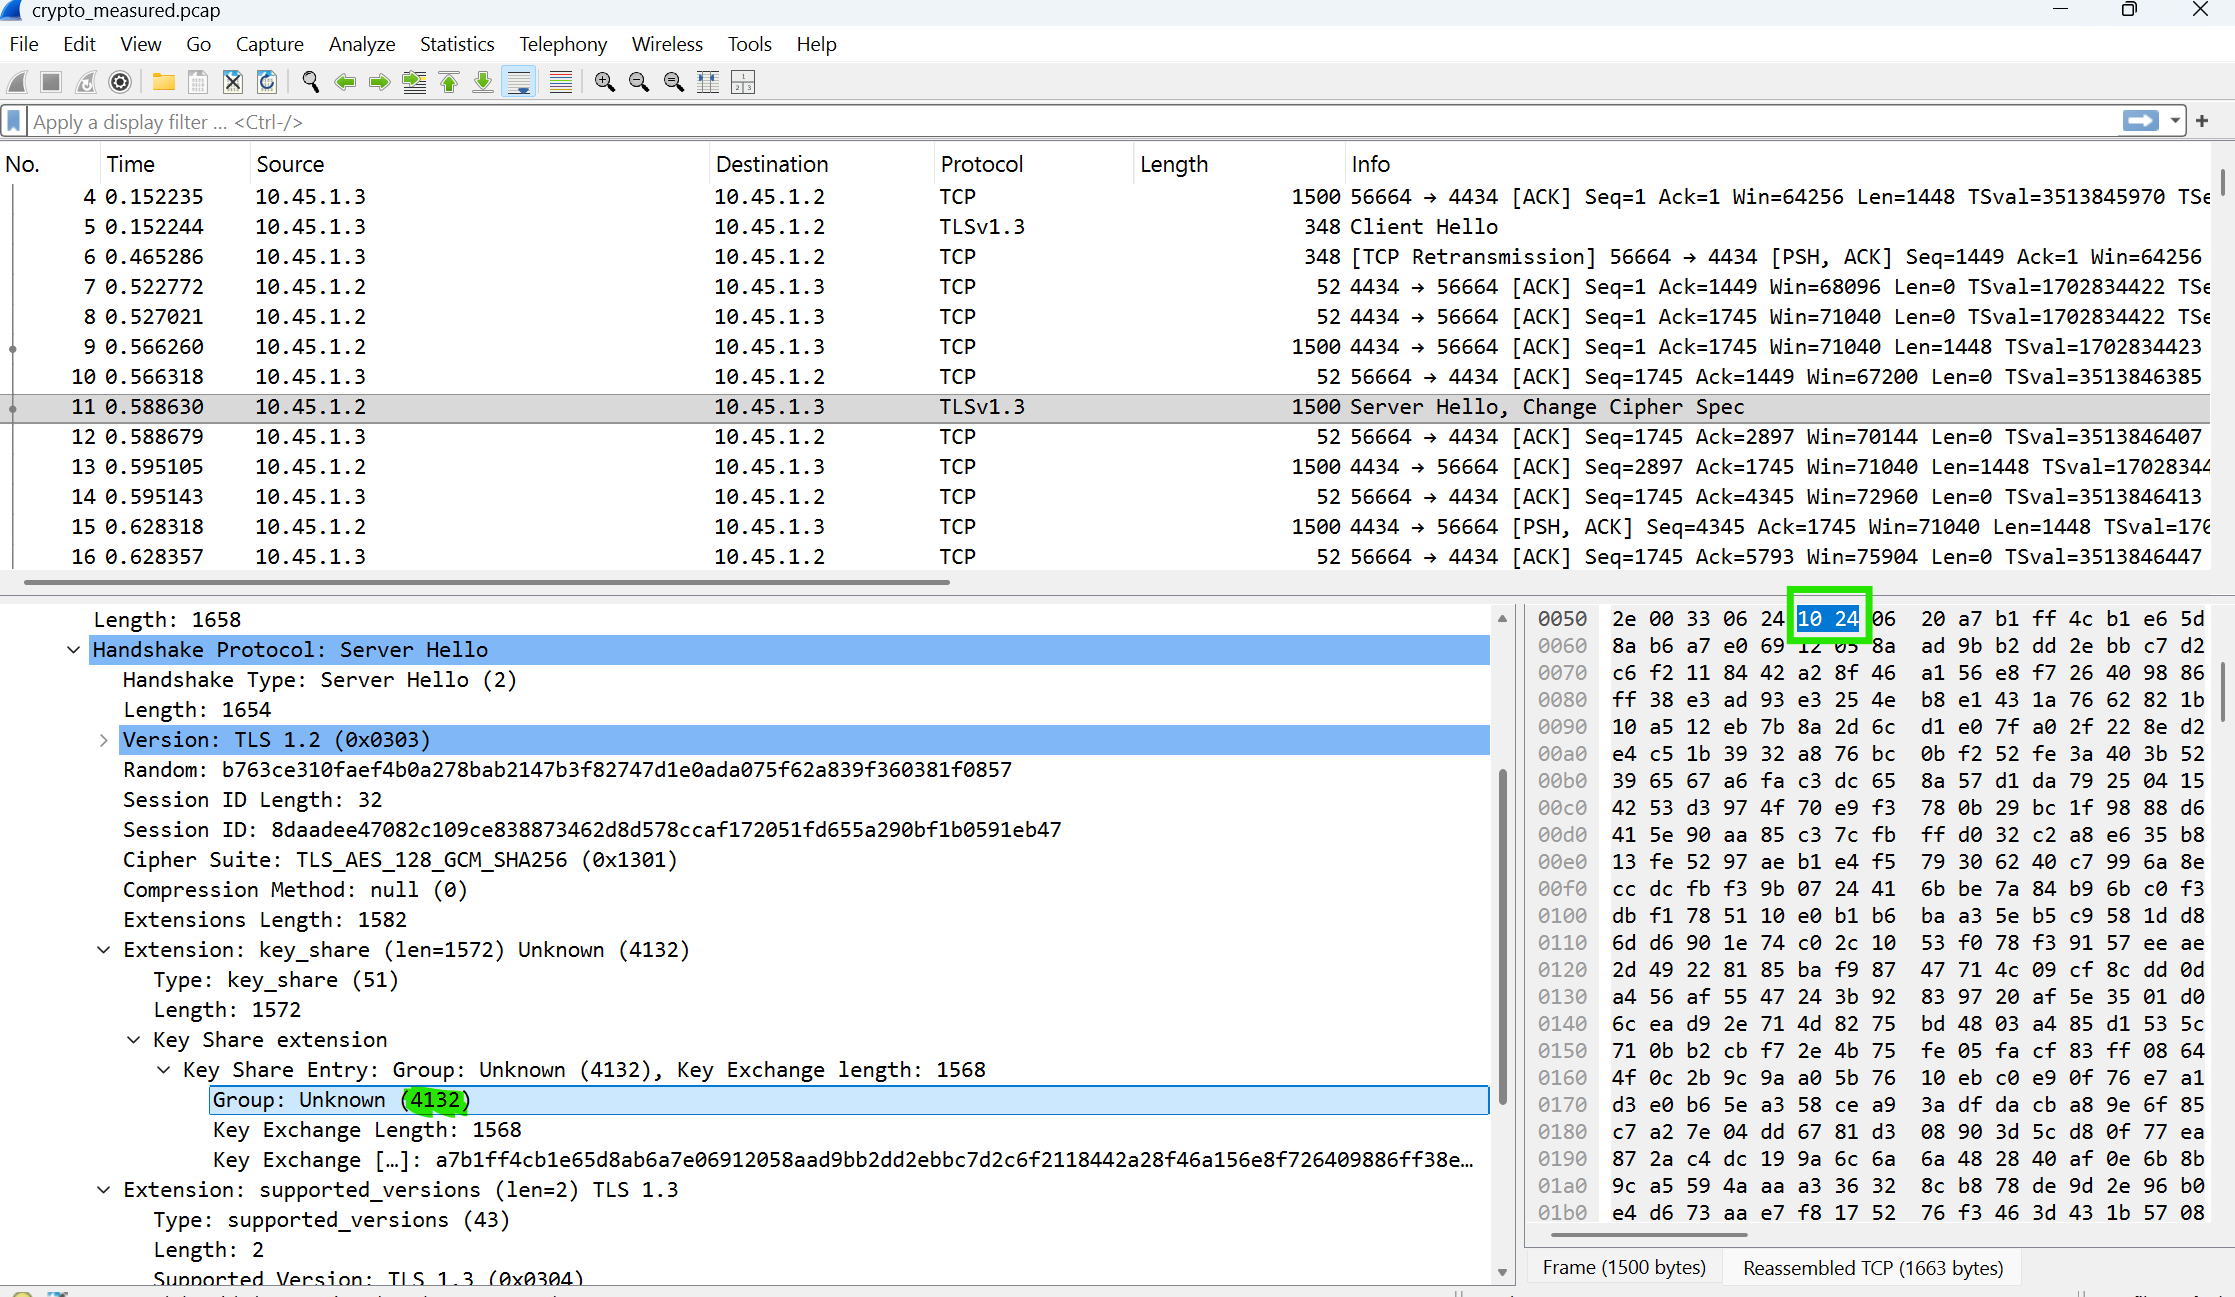 crypto_measured.pcap
File Edit View Go Capture Analyze Statistics Telephony Wireless Tools Help
Apply a display filter ... <Ctrl-/>
No. Time Source Destination Protocol Length Info
4 0.152235 10.45.1.3 10.45.1.2 TCP 1500 56664 → 4434 [ACK] Seq=1 Ack=1 Win=64256 Len=1448 TSval=3513845970 TSe
5 0.152244 10.45.1.3 10.45.1.2 TLSv1.3 348 Client Hello
6 0.465286 10.45.1.3 10.45.1.2 TCP 348 [TCP Retransmission] 56664 → 4434 [PSH, ACK] Seq=1449 Ack=1 Win=64256
7 0.522772 10.45.1.2 10.45.1.3 TCP 52 4434 → 56664 [ACK] Seq=1 Ack=1449 Win=68096 Len=0 TSval=1702834422 TSe
8 0.527021 10.45.1.2 10.45.1.3 TCP 52 4434 → 56664 [ACK] Seq=1 Ack=1745 Win=71040 Len=0 TSval=1702834422 TSe
9 0.566260 10.45.1.2 10.45.1.3 TCP 1500 4434 → 56664 [ACK] Seq=1 Ack=1745 Win=71040 Len=1448 TSval=1702834423
10 0.566318 10.45.1.3 10.45.1.2 TCP 52 56664 → 4434 [ACK] Seq=1745 Ack=1449 Win=67200 Len=0 TSval=3513846385
11 0.588630 10.45.1.2 10.45.1.3 TLSv1.3 1500 Server Hello, Change Cipher Spec
12 0.588679 10.45.1.3 10.45.1.2 TCP 52 56664 → 4434 [ACK] Seq=1745 Ack=2897 Win=70144 Len=0 TSval=3513846407
13 0.595105 10.45.1.2 10.45.1.3 TCP 1500 4434 → 56664 [ACK] Seq=2897 Ack=1745 Win=71040 Len=1448 TSval=17028344
14 0.595143 10.45.1.3 10.45.1.2 TCP 52 56664 → 4434 [ACK] Seq=1745 Ack=4345 Win=72960 Len=0 TSval=3513846413
15 0.628318 10.45.1.2 10.45.1.3 TCP 1500 4434 → 56664 [PSH, ACK] Seq=4345 Ack=1745 Win=71040 Len=1448 TSval=170
16 0.628357 10.45.1.3 10.45.1.2 TCP 52 56664 → 4434 [ACK] Seq=1745 Ack=5793 Win=75904 Len=0 TSval=3513846447
Length: 1658
Handshake Protocol: Server Hello
Handshake Type: Server Hello (2)
Length: 1654
Version: TLS 1.2 (0x0303)
Random: b763ce310faef4b0a278bab2147b3f82747d1e0ada075f62a839f360381f0857
Session ID Length: 32
Session ID: 8daadee47082c109ce838873462d8d578ccaf172051fd655a290bf1b0591eb47
Cipher Suite: TLS_AES_128_GCM_SHA256 (0x1301)
Compression Method: null (0)
Extensions Length: 1582
Extension: key_share (len=1572) Unknown (4132)
Type: key_share (51)
Length: 1572
Key Share extension
Key Share Entry: Group: Unknown (4132), Key Exchange length: 1568
Group: Unknown (4132)
Key Exchange Length: 1568
Key Exchange […]: a7b1ff4cb1e65d8ab6a7e06912058aad9bb2dd2ebbc7d2c6f2118442a28f46a156e8f726409886ff38e…
Extension: supported_versions (len=2) TLS 1.3
Type: supported_versions (43)
Length: 2
Supported Version: TLS 1.3 (0x0304)
0050 2e 00 33 06 24 10 24 06 20 a7 b1 ff 4c b1 e6 5d
0060 8a b6 a7 e0 69 12 05 8a ad 9b b2 dd 2e bb c7 d2
0070 c6 f2 11 84 42 a2 8f 46 a1 56 e8 f7 26 40 98 86
0080 ff 38 e3 ad 93 e3 25 4e b8 e1 43 1a 76 62 82 1b
0090 10 a5 12 eb 7b 8a 2d 6c d1 e0 7f a0 2f 22 8e d2
00a0 e4 c5 1b 39 32 a8 76 bc 0b f2 52 fe 3a 40 3b 52
00b0 39 65 67 a6 fa c3 dc 65 8a 57 d1 da 79 25 04 15
00c0 42 53 d3 97 4f 70 e9 f3 78 0b 29 bc 1f 98 88 d6
00d0 41 5e 90 aa 85 c3 7c fb ff d0 32 c2 a8 e6 35 b8
00e0 13 fe 52 97 ae b1 e4 f5 79 30 62 40 c7 99 6a 8e
00f0 cc dc fb f3 9b 07 24 41 6b be 7a 84 b9 6b c0 f3
0100 db f1 78 51 10 e0 b1 b6 ba a3 5e b5 c9 58 1d d8
0110 6d d6 90 1e 74 c0 2c 10 53 f0 78 f3 91 57 ee ae
0120 2d 49 22 81 85 ba f9 87 47 71 4c 09 cf 8c dd 0d
0130 a4 56 af 55 47 24 3b 92 83 97 20 af 5e 35 01 d0
0140 6c ea d9 2e 71 4d 82 75 bd 48 03 a4 85 d1 53 5c
0150 71 0b b2 cb f7 2e 4b 75 fe 05 fa cf 83 ff 08 64
0160 4f 0c 2b 9c 9a a0 5b 76 10 eb c0 e9 0f 76 e7 a1
0170 d3 e0 b6 5e a3 58 ce a9 3a df da cb a8 9e 6f 85
0180 c7 a2 7e 04 dd 67 81 d3 08 90 3d 5c d8 0f 77 ea
0190 87 2a c4 dc 19 9a 6c 6a 6a 48 28 40 af 0e 6b 8b
01a0 9c a5 59 4a aa a3 36 32 8c b8 78 de 9d 2e 96 b0
01b0 e4 d6 73 aa e7 f8 17 52 76 f3 46 3d 43 1b 57 08
Frame (1500 bytes) Reassembled TCP (1663 bytes)